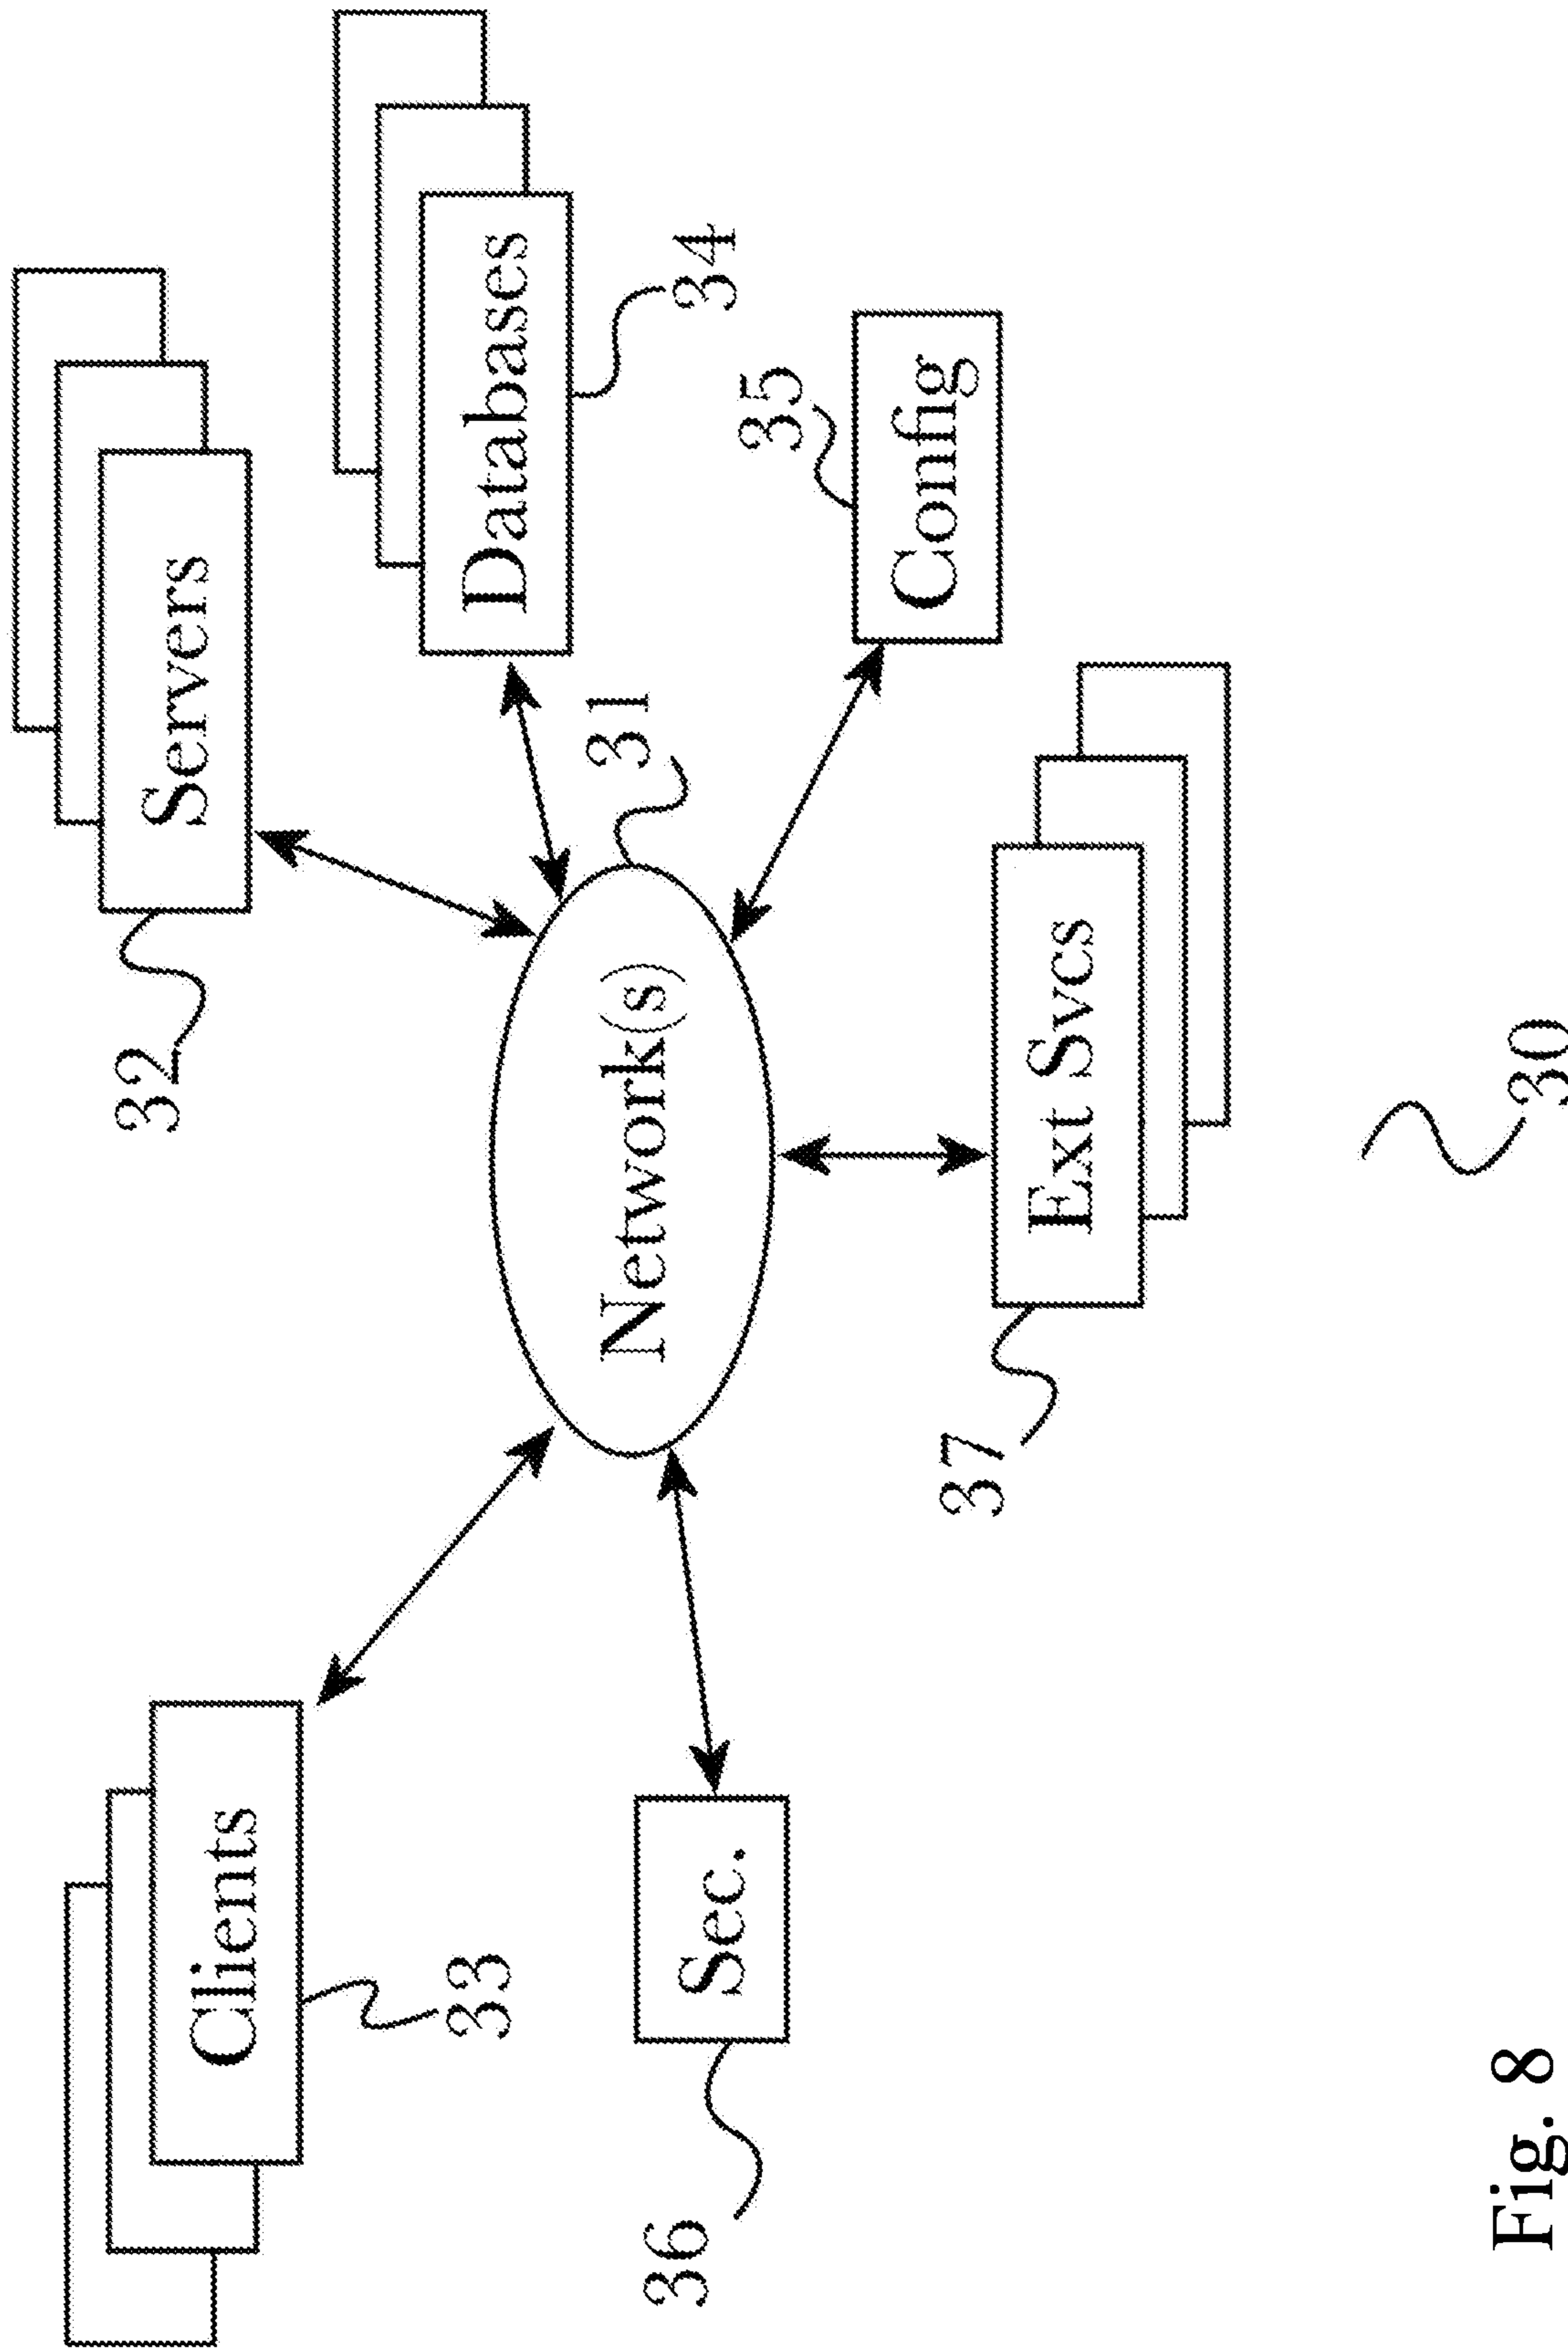 32
Servers
Clients
33
Databases
34
31
Network(s)
35
Config
36
Sec.
37
Ext Svcs
30
Fig. 8